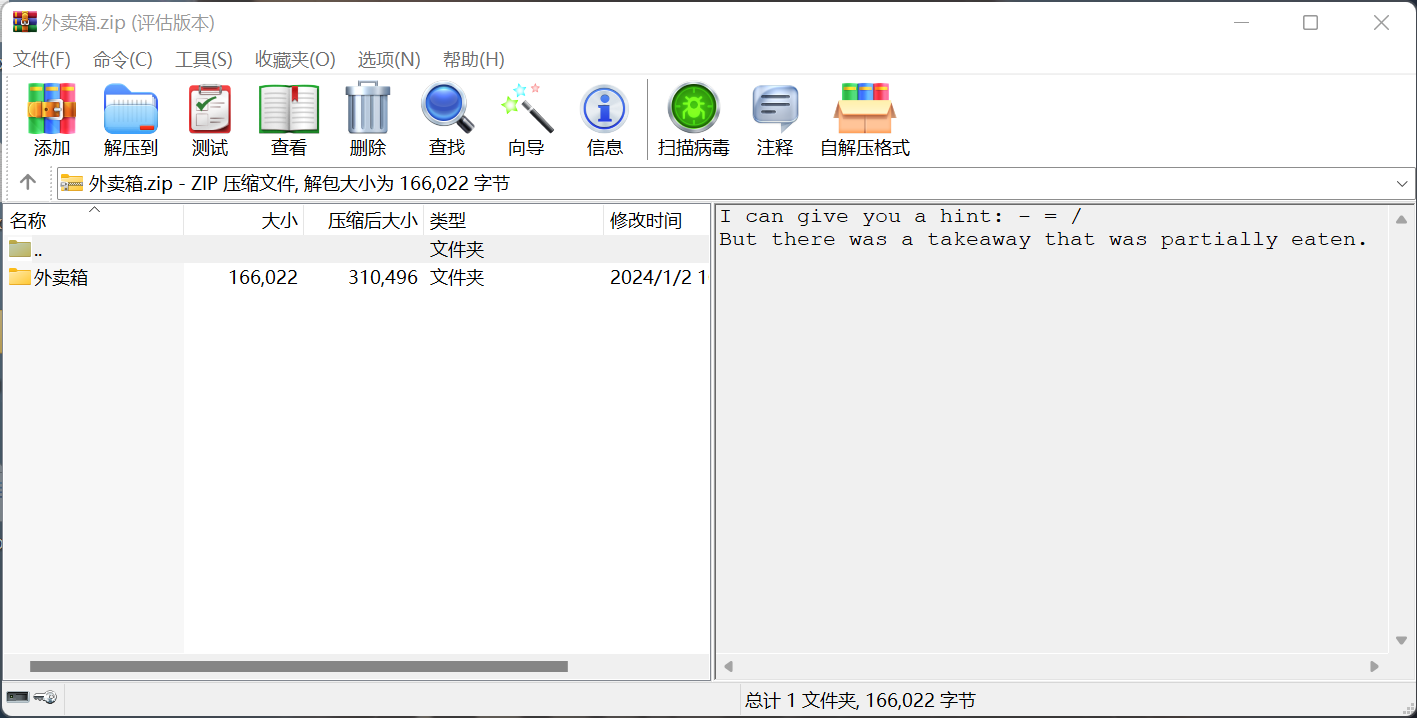 外卖箱.zip (评估版本)
文件(F) 命令(C) 工具(S) 收藏夹(O) 选项(N) 帮助(H)
添加 解压到 测试 查看 删除 查找 向导 信息 扫描病毒 注释 自解压格式
外卖箱.zip - ZIP 压缩文件, 解包大小为 166,022 字节
名称 大小 压缩后大小 类型 修改时间
.. 文件夹
外卖箱 166,022 310,496 文件夹 2024/1/2 1
I can give you a hint: - = /
But there was a takeaway that was partially eaten.
总计 1 文件夹, 166,022 字节